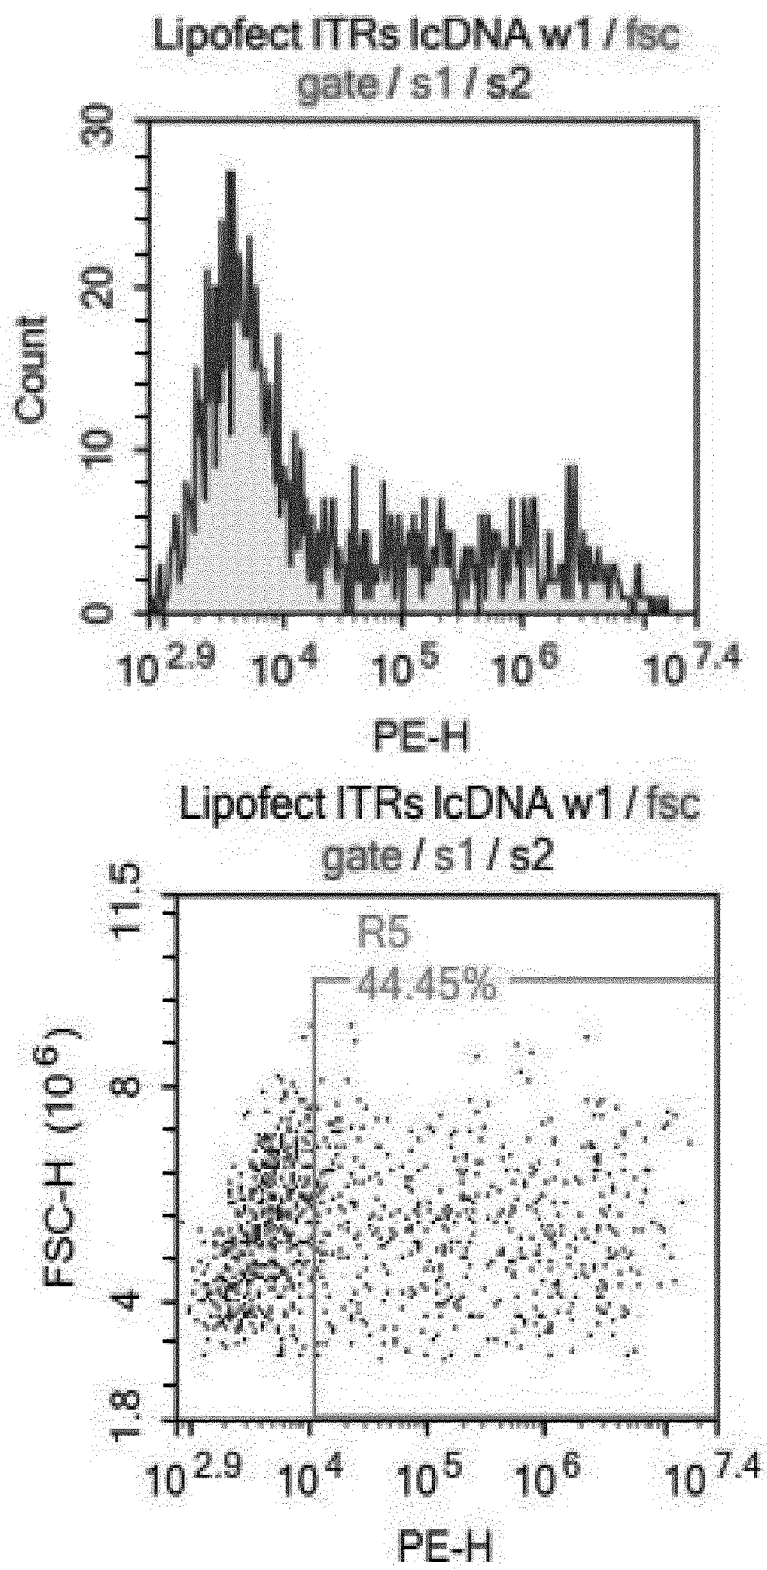 Lipofect ITRs lcDNA w1 / fsc
gate / s1 / s2
30
20
10
0
Count
10^2.9 10^4 10^5 10^6 10^7.4
PE-H
Lipofect ITRs lcDNA w1 / fsc
gate / s1 / s2
R5
44.45%
11.5
8
4
1.8
FSC-H (10^6)
10^2.9 10^4 10^5 10^6 10^7.4
PE-H